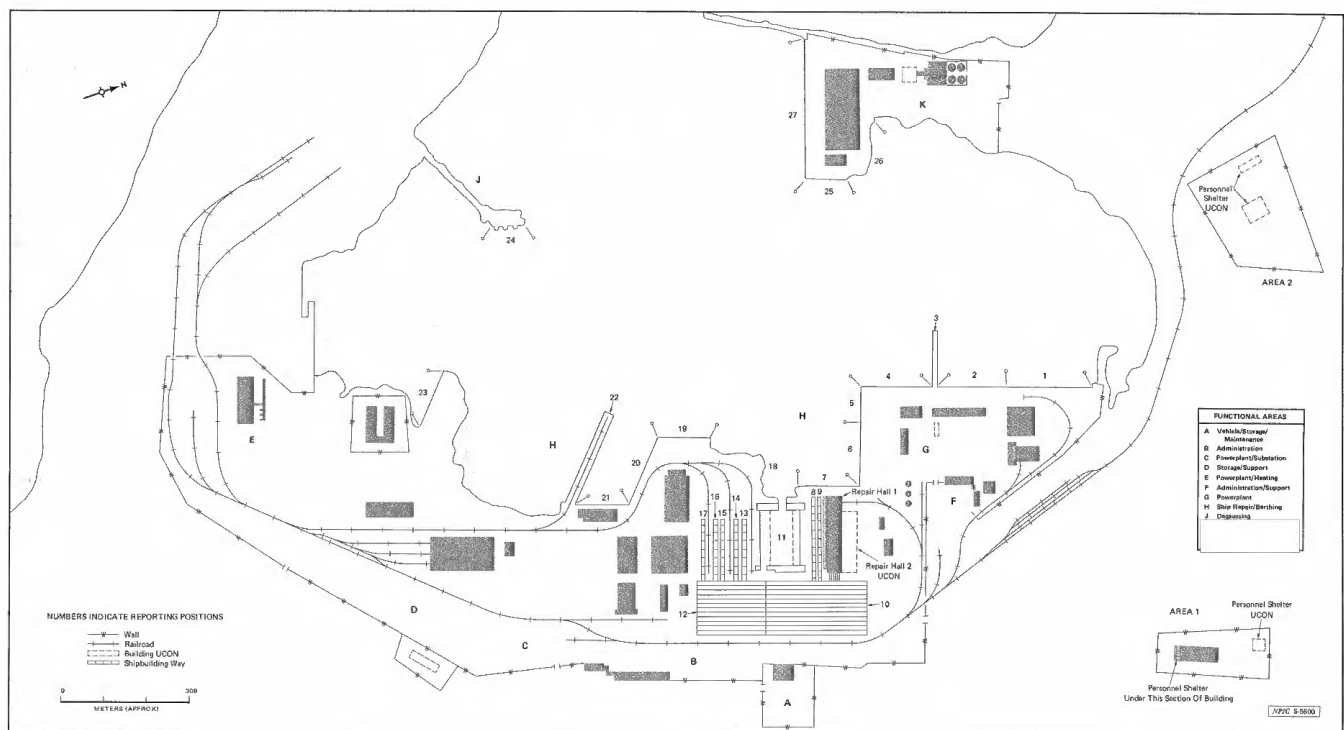 N
27
K
26
25
J
24
Personnel
Shelter
UCON
AREA 2
3
4
2
1
23
22
H
H
5
19
E
G
20
18
6
7
F
21
16
14
8
9
Repair Hall 1
17
15
13
11
Repair Hall 2
UCON
D
12
10
C
B
A
FUNCTIONAL AREAS
A Vehicle/Storage/
Maintenance
B Administration
C Powerplant/Substation
D Storage/Support
E Powerplant/Heating
F Administration/Support
G Powerplant
H Ship Repair/Berthing
J Degaussing
NUMBERS INDICATE REPORTING POSITIONS
Wall
Railroad
Building UCON
Shipbuilding Way
0 300
METERS (APPROX)
AREA 1
Personnel Shelter
UCON
Personnel Shelter
Under This Section Of Building